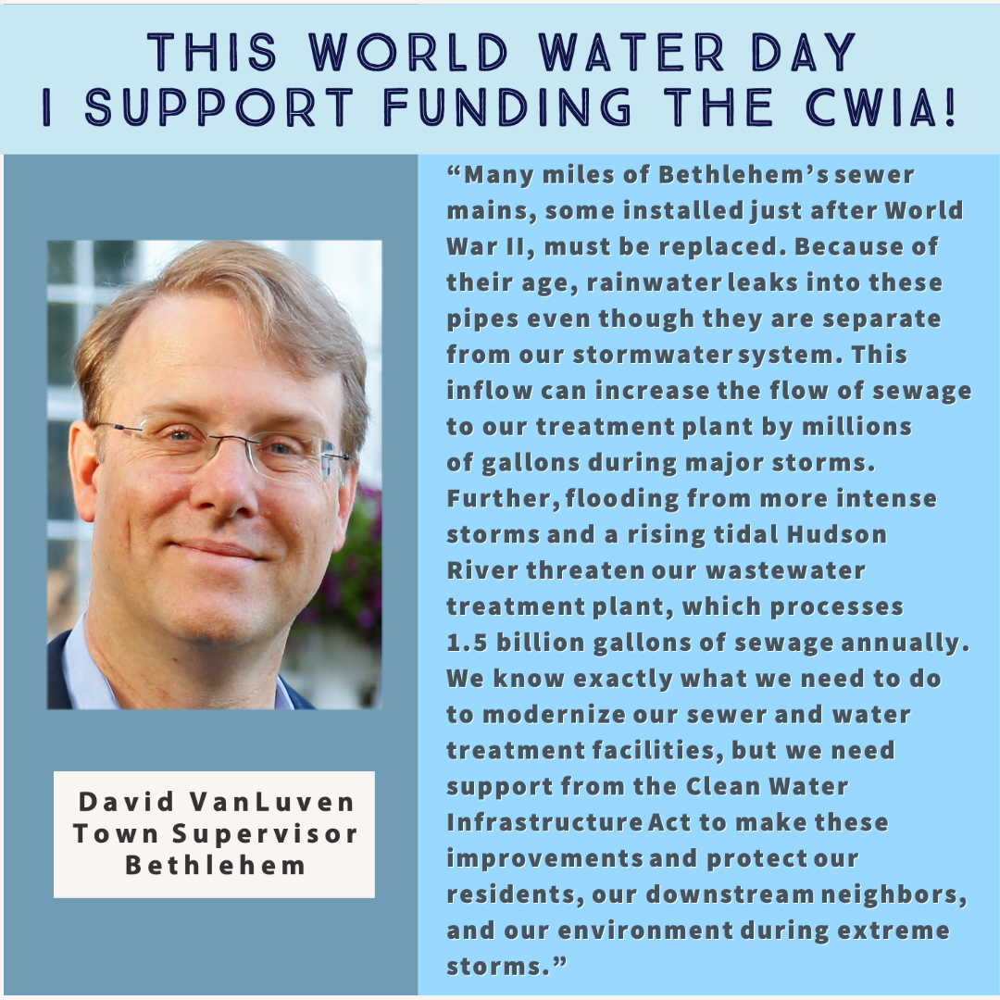 THIS WORLD WATER DAY
I SUPPORT FUNDING THE CWIA!
“Many miles of Bethlehem’s sewer
mains, some installed just after World
War II, must be replaced. Because of
their age, rainwater leaks into these
pipes even though they are separate
from our stormwater system. This
inflow can increase the flow of sewage
to our treatment plant by millions
of gallons during major storms.
Further, flooding from more intense
storms and a rising tidal Hudson
River threaten our wastewater
treatment plant, which processes
1.5 billion gallons of sewage annually.
We know exactly what we need to do
to modernize our sewer and water
treatment facilities, but we need
support from the Clean Water
Infrastructure Act to make these
improvements and protect our
residents, our downstream neighbors,
and our environment during extreme
storms.”
David VanLuven
Town Supervisor
Bethlehem